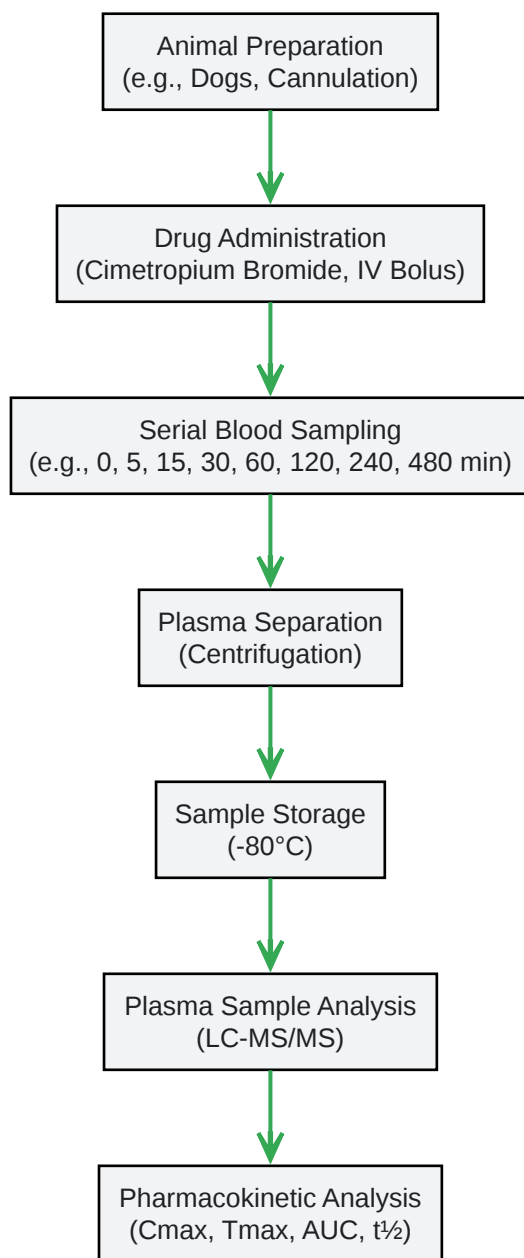 Animal Preparation
(e.g., Dogs, Cannulation)
Drug Administration
(Cimetropium Bromide, IV Bolus)
Serial Blood Sampling
(e.g., 0, 5, 15, 30, 60, 120, 240, 480 min)
Plasma Separation
(Centrifugation)
Sample Storage
(-80°C)
Plasma Sample Analysis
(LC-MS/MS)
Pharmacokinetic Analysis
(Cmax, Tmax, AUC, t½)